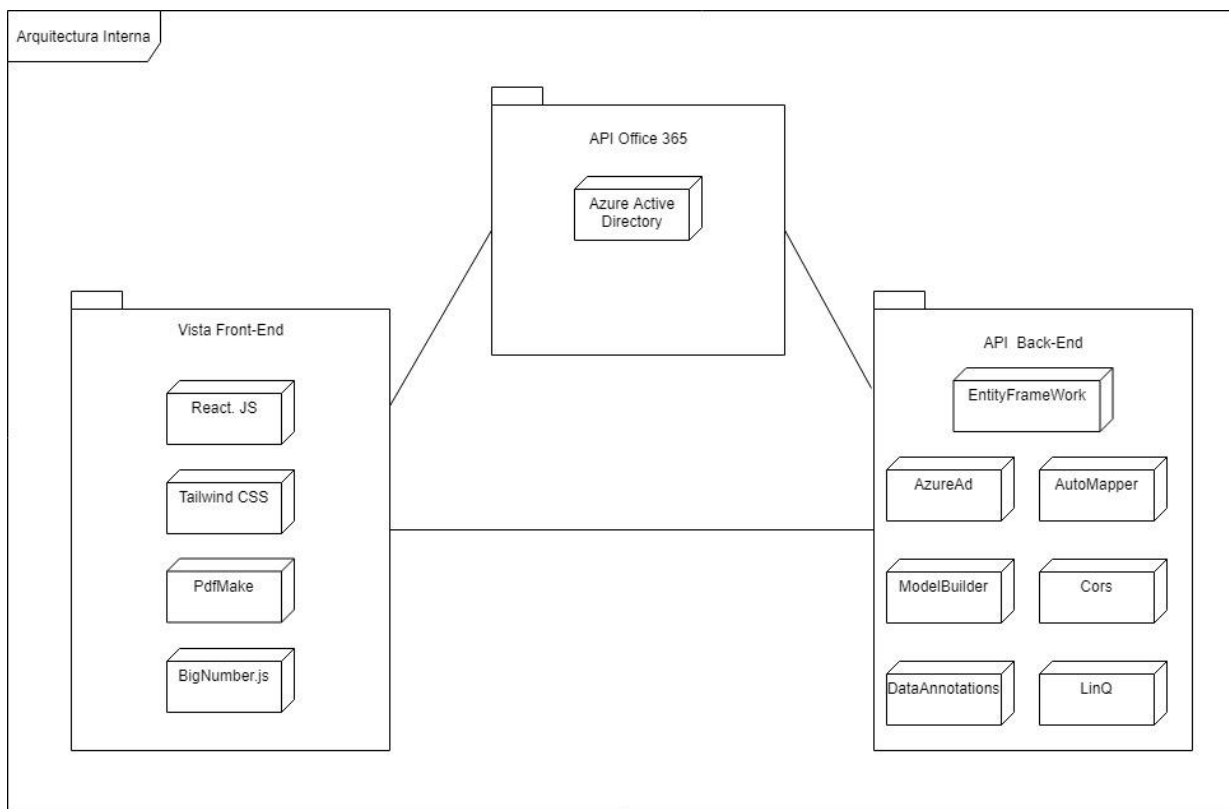 Arquitectura Interna
API Office 365
Azure Active
Directory
Vista Front-End
React. JS
Tailwind CSS
PdfMake
BigNumber.js
API Back-End
EntityFrameWork
AzureAd
AutoMapper
ModelBuilder
Cors
DataAnnotations
LinQ